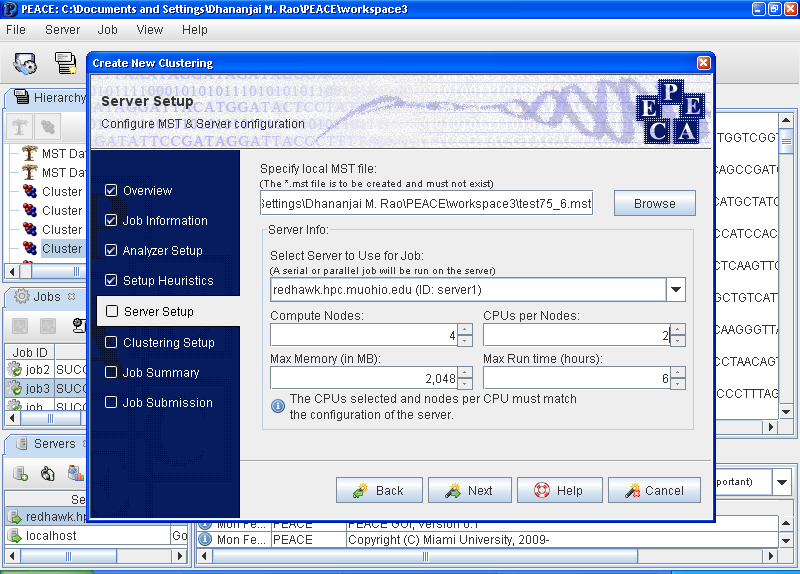 PEACE: C:\Documents and Settings\Dhananjai M. Rao\PEACE\workspace3
File Server Job View Help
Create New Clustering
Server Setup
Configure MST & Server configuration
P
E E
C A
Hierarchy
MST Da
MST Da
Cluster
Cluster
Cluster
Cluster
Jobs
Job ID
job2 SUCC
job3 SUCC
job
Servers
Se
redhawk.h
localhost Go
Overview
Job Information
Analyzer Setup
Setup Heuristics
Server Setup
Clustering Setup
Job Summary
Job Submission
Specify local MST file:
(The *.mst file is to be created and must not exist)
Settings\Dhananjai M. Rao\PEACE\workspace3\test75_6.mst
Browse
Server Info:
Select Server to Use for Job:
(A serial or parallel job will be run on the server)
redhawk.hpc.muohio.edu (ID: server1)
Compute Nodes: CPUs per Nodes:
4 2
Max Memory (in MB): Max Run time (hours):
2,048 6
The CPUs selected and nodes per CPU must match
the configuration of the server.
Back Next Help Cancel
TGGTCGGT
CAGCCGAT
ATGCTAT
CATCCACC
TCAAGTT
CTGTCAT
CAAGGGTT
CCTAACAGT
CCCTTTAG
portant)
Mon Fe... PEACE PEACE GUI, version 0.1
Mon Fe... PEACE Copyright (C) Miami University, 2009-